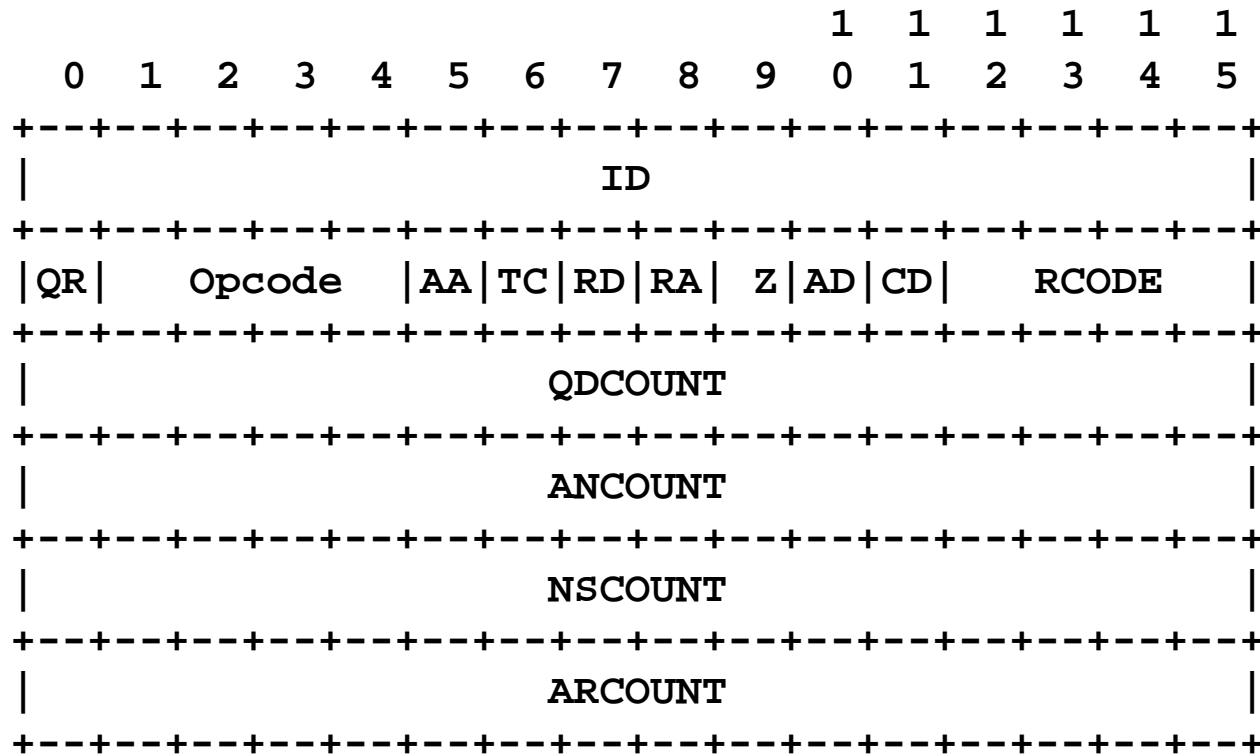 1  1  1  1  1  1
   0  1  2  3  4  5  6  7  8  9  0  1  2  3  4  5
+--+--+--+--+--+--+--+--+--+--+--+--+--+--+--+--+
|                      ID                       |
+--+--+--+--+--+--+--+--+--+--+--+--+--+--+--+--+
|QR|   Opcode  |AA|TC|RD|RA| Z|AD|CD|   RCODE   |
+--+--+--+--+--+--+--+--+--+--+--+--+--+--+--+--+
|                    QDCOUNT                    |
+--+--+--+--+--+--+--+--+--+--+--+--+--+--+--+--+
|                    ANCOUNT                    |
+--+--+--+--+--+--+--+--+--+--+--+--+--+--+--+--+
|                    NSCOUNT                    |
+--+--+--+--+--+--+--+--+--+--+--+--+--+--+--+--+
|                    ARCOUNT                    |
+--+--+--+--+--+--+--+--+--+--+--+--+--+--+--+--+